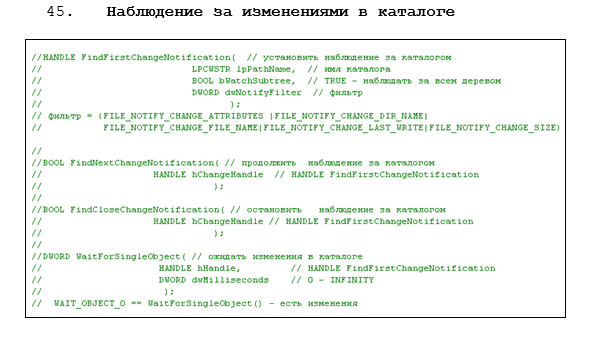 45. Наблюдение за изменениями в каталоге
//HANDLE FindFirstChangeNotification( // установить наблюдение за каталогом
// LPCWSTR lpPathName, // имя каталога
// BOOL bWatchSubtree, // TRUE - наблюдать за всем деревом
// DWORD dwNotifyFilter // фильтр
// );
// фильтр = (FILE_NOTIFY_CHANGE_ATTRIBUTES |FILE_NOTIFY_CHANGE_DIR_NAME|
// FILE_NOTIFY_CHANGE_FILE_NAME|FILE_NOTIFY_CHANGE_LAST_WRITE|FILE_NOTIFY_CHANGE_SIZE)
//
//BOOL FindNextChangeNotification( // продолжить наблюдение за каталогом
// HANDLE hChangeHandle // HANDLE FindFirstChangeNotification
// );
//
//BOOL FindCloseChangeNotification( // остановить наблюдение за каталогом
// HANDLE hChangeHandle // HANDLE FindFirstChangeNotification
// );
//
//DWORD WaitForSingleObject( // ожидать изменения в каталоге
// HANDLE hHandle, // HANDLE FindFirstChangeNotification
// DWORD dwMilliseconds // 0 - INFINITY
// );
// WAIT_OBJECT_0 == WaitForSingleObject() - есть изменения